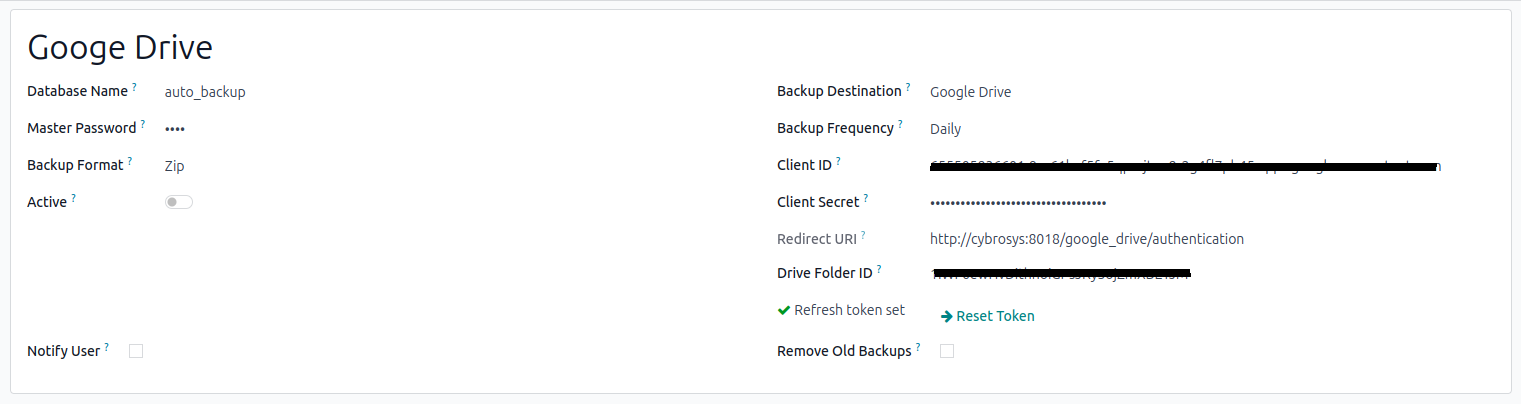 Googe Drive
Database Name ? auto_backup
Master Password ? ••••
Backup Format ? Zip
Active ?
Notify User ?
Backup Destination ? Google Drive
Backup Frequency ? Daily
Client ID ?
Client Secret ? •••••••••••••••••••••••••••••••••••
Redirect URI ? http://cybrosys:8018/google_drive/authentication
Drive Folder ID ?
Refresh token set Reset Token
Remove Old Backups ?